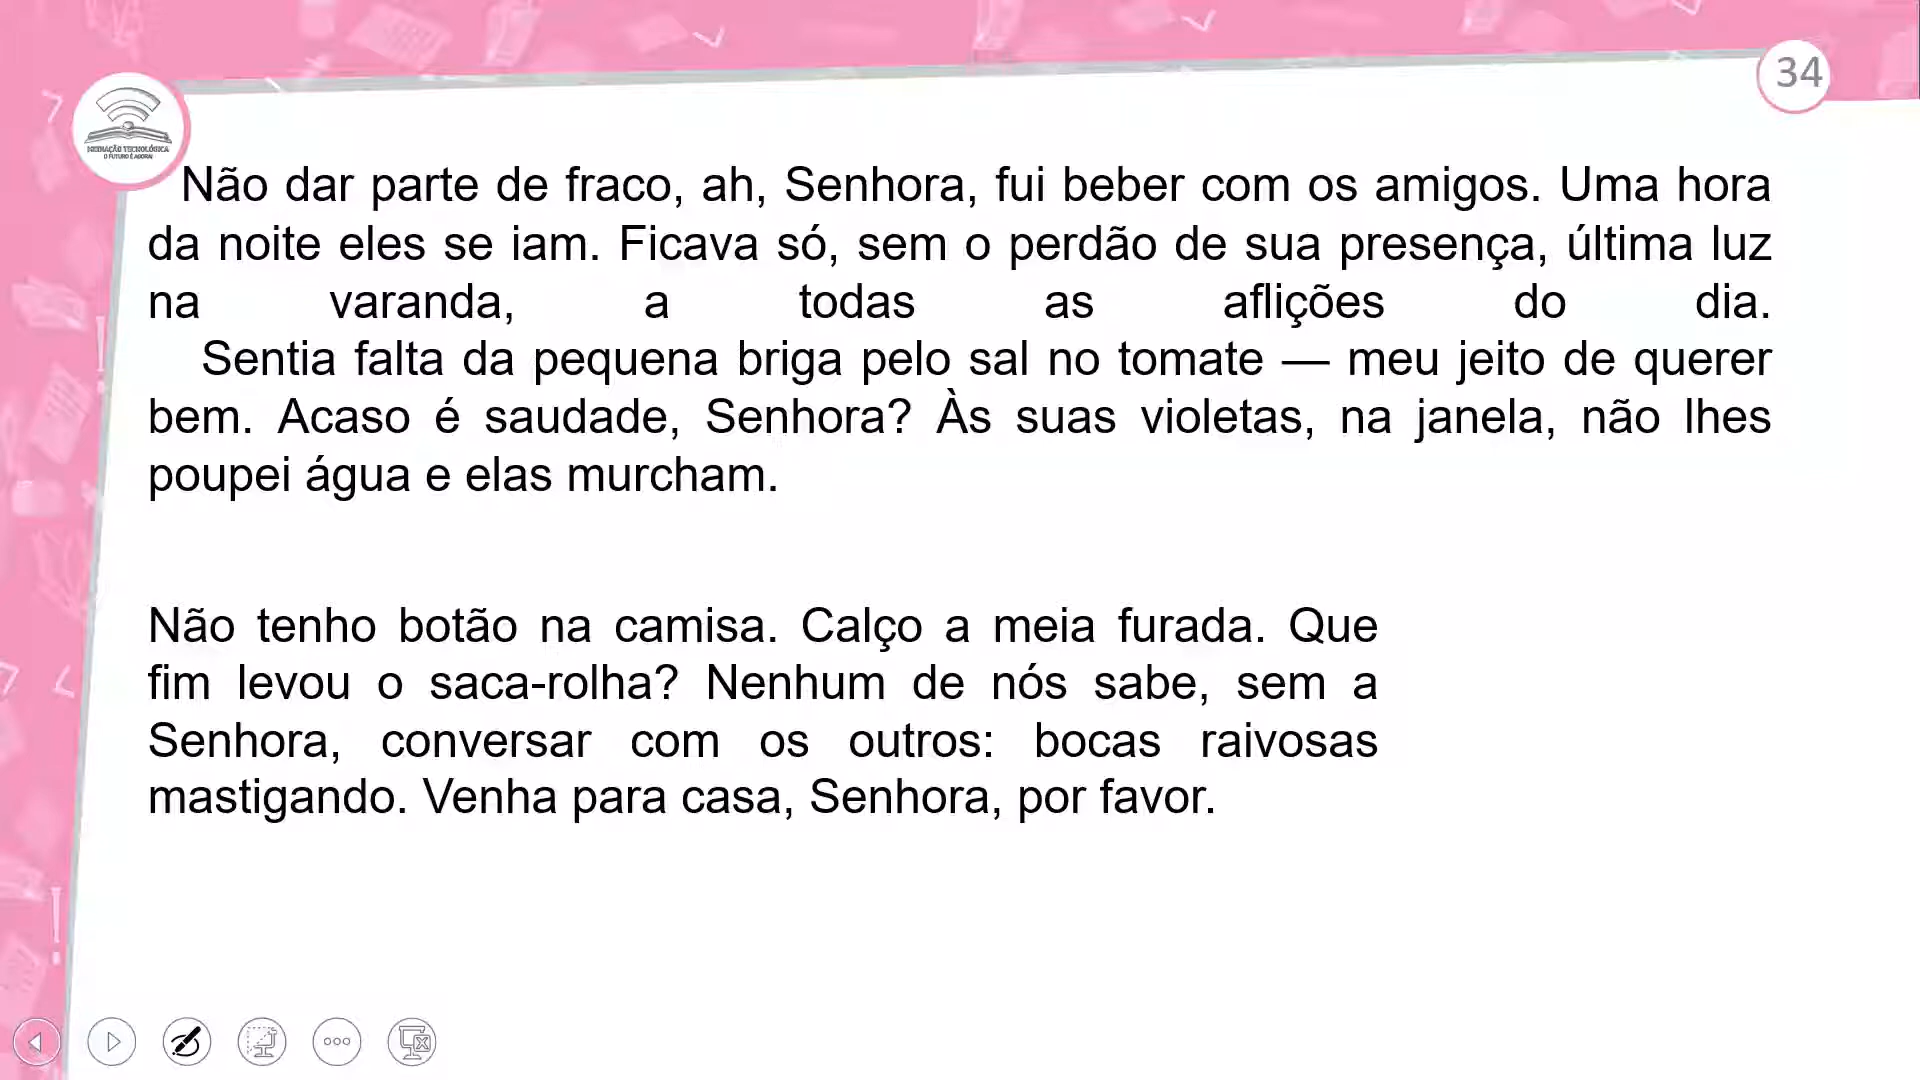 34
MEDIAÇÃO TECNOLÓGICA
O FUTURO É AGORA!
Não dar parte de fraco, ah, Senhora, fui beber com os amigos. Uma hora
da noite eles se iam. Ficava só, sem o perdão de sua presença, última luz
na varanda, a todas as aflições do dia.
Sentia falta da pequena briga pelo sal no tomate — meu jeito de querer
bem. Acaso é saudade, Senhora? Às suas violetas, na janela, não lhes
poupei água e elas murcham.
Não tenho botão na camisa. Calço a meia furada. Que
fim levou o saca-rolha? Nenhum de nós sabe, sem a
Senhora, conversar com os outros: bocas raivosas
mastigando. Venha para casa, Senhora, por favor.